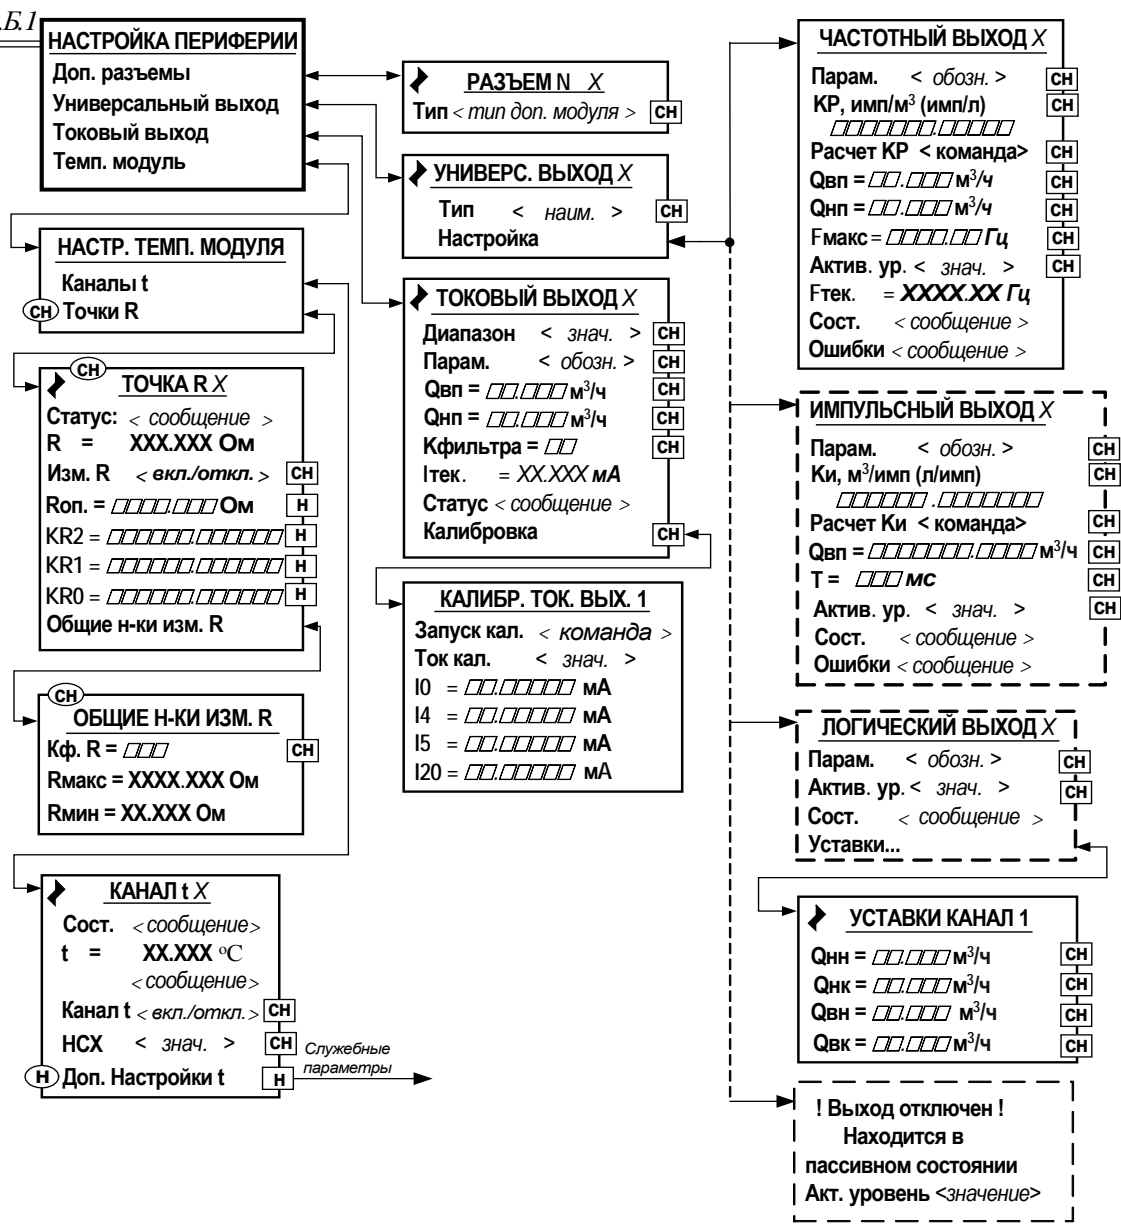 .Б.1
НАСТРОЙКА ПЕРИФЕРИИ
Доп. разъемы
Универсальный выход
Токовый выход
Темп. модуль
НАСТР. ТЕМП. МОДУЛЯ
Каналы t
СН Точки R
СН
ТОЧКА R X
Статус: < сообщение >
R = XXX.XXX Ом
Изм. R < вкл./откл. > СН
Rоп. = .  Ом Н
KR2 = . Н
KR1 = . Н
KR0 = . Н
Общие н-ки изм. R
СН
ОБЩИЕ Н-КИ ИЗМ. R
Кф. R = СН
Rмакс = XXXX.XXX Ом
Rмин = XX.XXX Ом
КАНАЛ t X
Сост. < сообщение>
t = XX.XXX °C
< сообщение>
Канал t < вкл./откл. > СН
НСХ < знач. > СН
Н Доп. Настройки t Н
Служебные
параметры
РАЗЪЕМ N X
Тип < тип доп. модуля > СН
УНИВЕРС. ВЫХОД X
Тип < наим. > СН
Настройка
ТОКОВЫЙ ВЫХОД X
Диапазон < знач. > СН
Парам. < обозн. > СН
Qвп = . м³/ч СН
Qнп = . м³/ч СН
Кфильтра = СН
Iтек. = XX.XXX мА
Статус < сообщение >
Калибровка СН
КАЛИБР. ТОК. ВЫХ. 1
Запуск кал. < команда >
Ток кал. < знач. >
I0 = . мА
I4 = . мА
I5 = . мА
I20 = . мА
ЧАСТОТНЫЙ ВЫХОД X
Парам. < обозн. > СН
КР, имп/м³ (имп/л) СН
.
Расчет КР < команда> СН
Qвп = . м³/ч СН
Qнп = . м³/ч СН
Fмакс = . Гц СН
Актив. ур. < знач. > СН
Fтек. = XXXX.XX Гц
Сост. < сообщение >
Ошибки < сообщение >
ИМПУЛЬСНЫЙ ВЫХОД X
Парам. < обозн. > СН
Kи, м³/имп (л/имп) СН
.
Расчет Kи < команда> СН
Qвп = . м³/ч СН
T = мс СН
Актив. ур. < знач. > СН
Сост. < сообщение >
Ошибки < сообщение >
ЛОГИЧЕСКИЙ ВЫХОД X
Парам. < обозн. > СН
Актив. ур. < знач. > СН
Сост. < сообщение >
Уставки...
УСТАВКИ КАНАЛ 1
Qнн = . м³/ч СН
Qнк = . м³/ч СН
Qвн = . м³/ч СН
Qвк = . м³/ч СН
! Выход отключен !
Находится в
пассивном состоянии
Акт. уровень <значение>